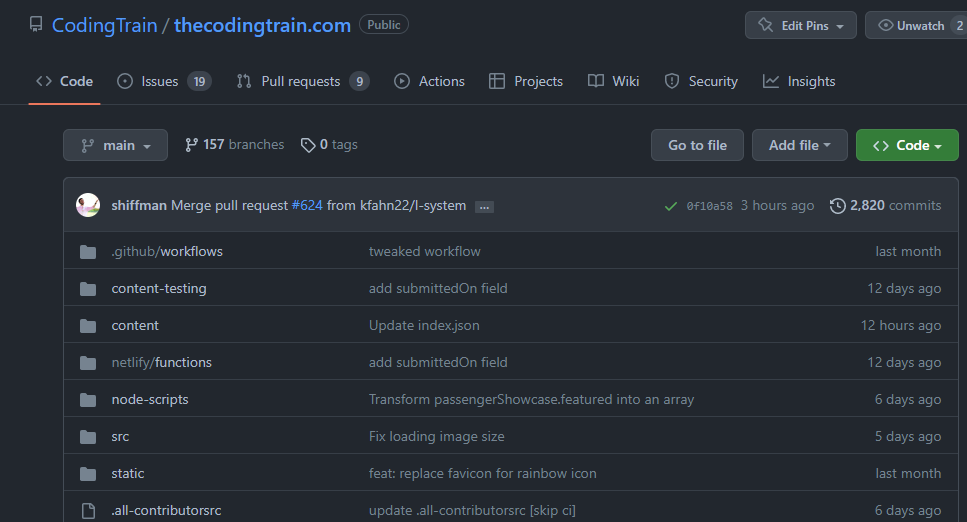 CodingTrain / thecodingtrain.com Public Edit Pins Unwatch 2
Code Issues 19 Pull requests 9 Actions Projects Wiki Security Insights
main 157 branches 0 tags Go to file Add file Code
shiffman Merge pull request #624 from kfahn22/l-system ... 0f10a58 3 hours ago 2,820 commits
.github/workflows tweaked workflow last month
content-testing add submittedOn field 12 days ago
content Update index.json 12 hours ago
netlify/functions add submittedOn field 12 days ago
node-scripts Transform passengerShowcase.featured into an array 6 days ago
src Fix loading image size 5 days ago
static feat: replace favicon for rainbow icon last month
.all-contributorsrc update .all-contributorsrc [skip ci] 6 days ago